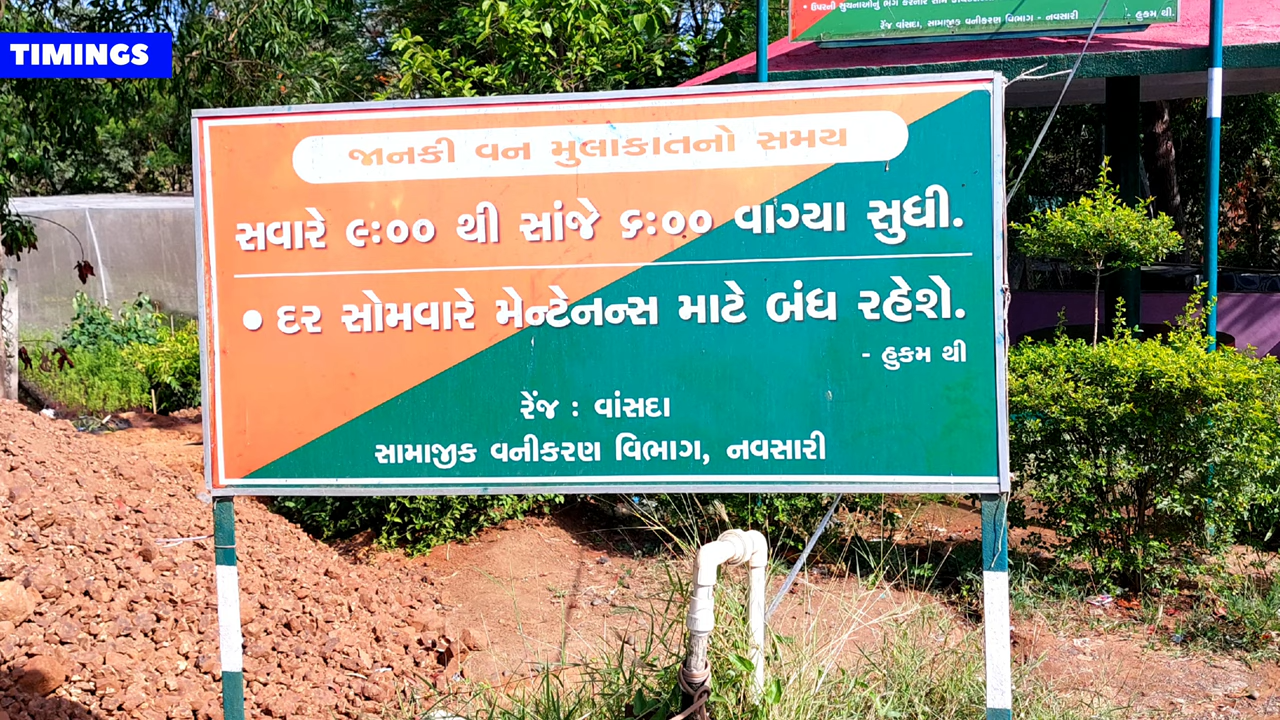 TIMINGS
રેંજ વાંસદા, સામાજીક વનીકરણ વિભાગ - નવસારી
- હુકમ થી.
જાનકી વન મુલાકાતનો સમય
સવારે ૯:૦૦ થી સાંજે ૬:૦૦ વાગ્યા સુધી.
• દર સોમવારે મેન્ટેનન્સ માટે બંધ રહેશે.
- હુકમ થી
રેંજ : વાંસદા
સામાજીક વનીકરણ વિભાગ, નવસારી